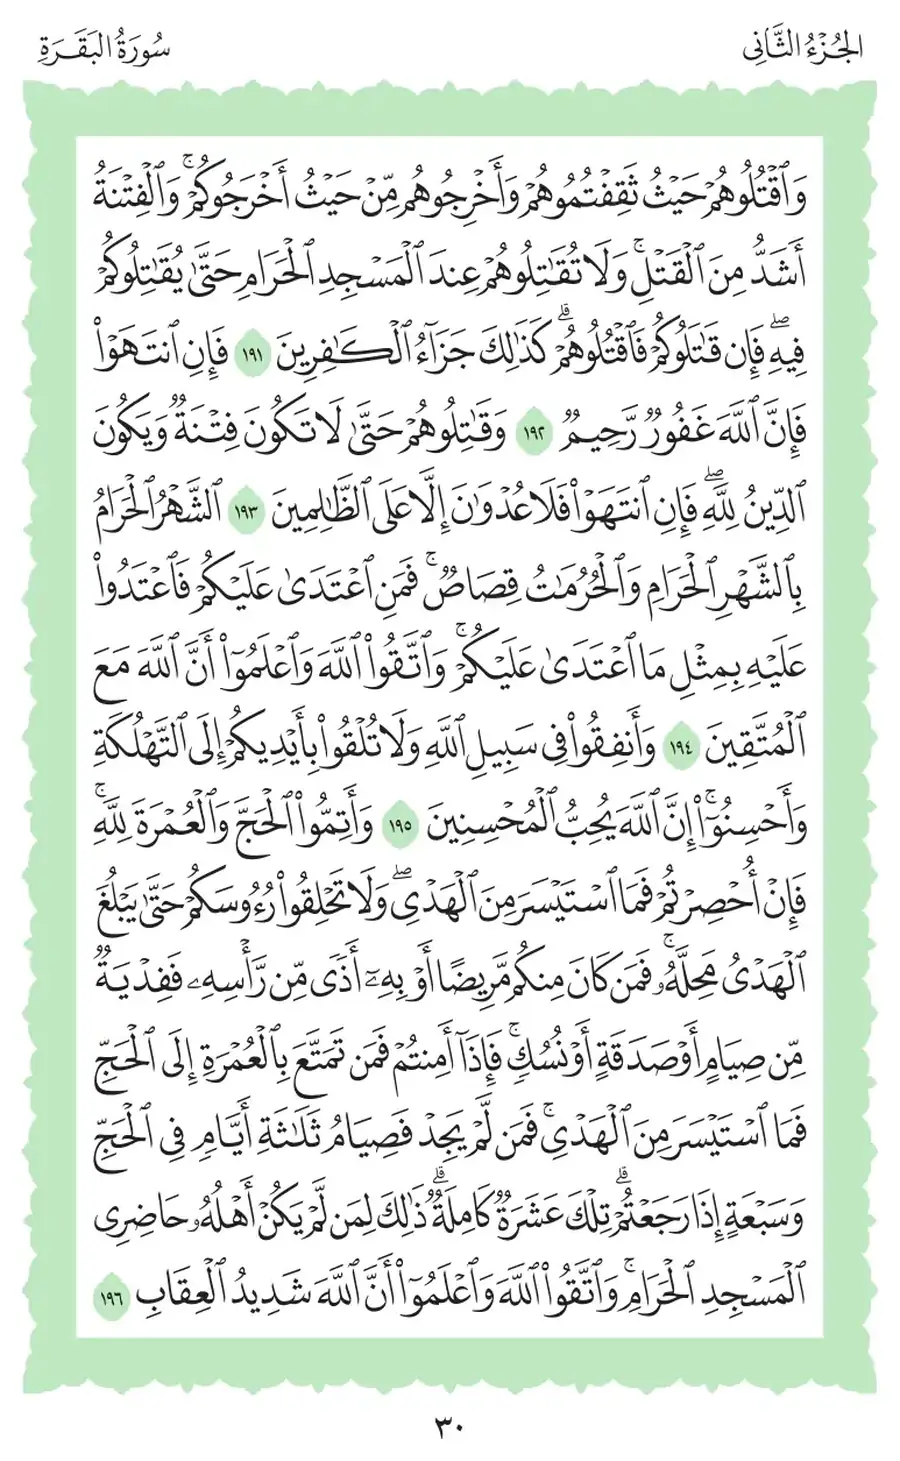 الجُزْءُ الثَّانِي
سُورَةُ البَقَرَةِ
وَٱقْتُلُوهُمْ حَيْثُ ثَقِفْتُمُوهُمْ وَأَخْرِجُوهُم مِّنْ حَيْثُ أَخْرَجُوكُمْۚ وَٱلْفِتْنَةُ
أَشَدُّ مِنَ ٱلْقَتْلِۚ وَلَا تُقَٰتِلُوهُمْ عِندَ ٱلْمَسْجِدِ ٱلْحَرَامِ حَتَّىٰ يُقَٰتِلُوكُمْ
فِيهِۖ فَإِن قَٰتَلُوكُمْ فَٱقْتُلُوهُمْۗ كَذَٰلِكَ جَزَآءُ ٱلْكَٰفِرِينَ ١٩١ فَإِنِ ٱنتَهَوْا۟
فَإِنَّ ٱللَّهَ غَفُورٌ رَّحِيمٌ ١٩٢ وَقَٰتِلُوهُمْ حَتَّىٰ لَا تَكُونَ فِتْنَةٌ وَيَكُونَ
ٱلدِّينُ لِلَّهِۖ فَإِنِ ٱنتَهَوْا۟ فَلَا عُدْوَٰنَ إِلَّا عَلَى ٱلظَّٰلِمِينَ ١٩٣ ٱلشَّهْرُ ٱلْحَرَامُ
بِٱلشَّهْرِ ٱلْحَرَامِ وَٱلْحُرُمَٰتُ قِصَاصٌۚ فَمَنِ ٱعْتَدَىٰ عَلَيْكُمْ فَٱعْتَدُوا۟
عَلَيْهِ بِمِثْلِ مَا ٱعْتَدَىٰ عَلَيْكُمْۚ وَٱتَّقُوا۟ ٱللَّهَ وَٱعْلَمُوٓا۟ أَنَّ ٱللَّهَ مَعَ
ٱلْمُتَّقِينَ ١٩٤ وَأَنفِقُوا۟ فِى سَبِيلِ ٱللَّهِ وَلَا تُلْقُوا۟ بِأَيْدِيكُمْ إِلَى ٱلتَّهْلُكَةِ
وَأَحْسِنُوٓا۟ۚ إِنَّ ٱللَّهَ يُحِبُّ ٱلْمُحْسِنِينَ ١٩٥ وَأَتِمُّوا۟ ٱلْحَجَّ وَٱلْعُمْرَةَ لِلَّهِۚ
فَإِنْ أُحْصِرْتُمْ فَمَا ٱسْتَيْسَرَ مِنَ ٱلْهَدْىِۖ وَلَا تَحْلِقُوا۟ رُءُوسَكُمْ حَتَّىٰ يَبْلُغَ
ٱلْهَدْىُ مَحِلَّهُۥۚ فَمَن كَانَ مِنكُم مَّرِيضًا أَوْ بِهِۦٓ أَذًى مِّن رَّأْسِهِۦ فَفِدْيَةٌ
مِّن صِيَامٍ أَوْ صَدَقَةٍ أَوْ نُسُكٍۚ فَإِذَآ أَمِنتُمْ فَمَن تَمَتَّعَ بِٱلْعُمْرَةِ إِلَى ٱلْحَجِّ
فَمَا ٱسْتَيْسَرَ مِنَ ٱلْهَدْىِۚ فَمَن لَّمْ يَجِدْ فَصِيَامُ ثَلَٰثَةِ أَيَّامٍ فِى ٱلْحَجِّ
وَسَبْعَةٍ إِذَا رَجَعْتُمْۗ تِلْكَ عَشَرَةٌ كَامِلَةٌۗ ذَٰلِكَ لِمَن لَّمْ يَكُنْ أَهْلُهُۥ حَاضِرِى
ٱلْمَسْجِدِ ٱلْحَرَامِۚ وَٱتَّقُوا۟ ٱللَّهَ وَٱعْلَمُوٓا۟ أَنَّ ٱللَّهَ شَدِيدُ ٱلْعِقَابِ ١٩٦
٣٠